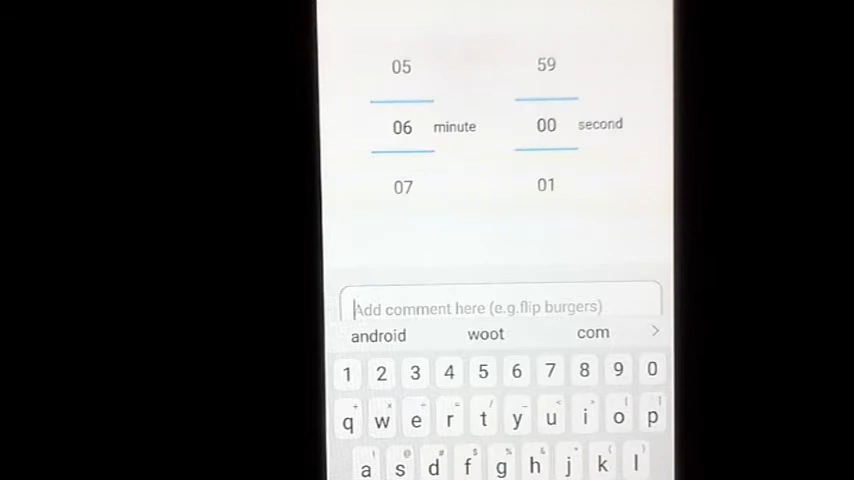 05 59
06 minute 00 second
07 01
Add comment here (e.g.flip burgers)
android woot com >
1 2 3 4 5 6 7 8 9 0
q w e r t y u i o p
a s d f g h j k l